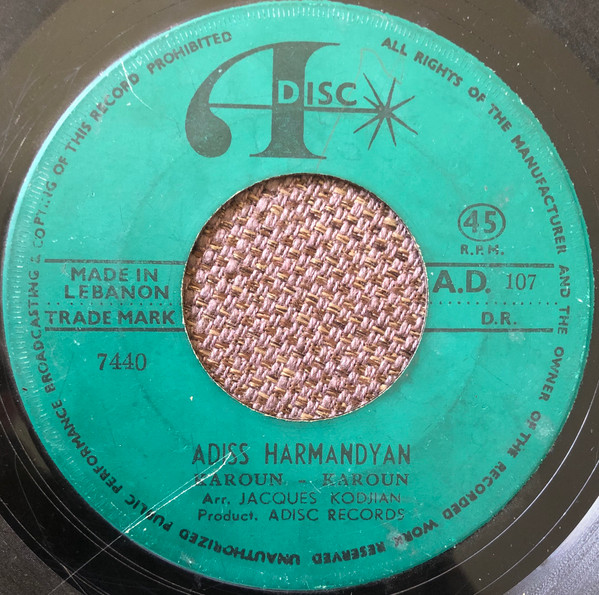 A DISC
45
R.P.M.
MADE IN
LEBANON
TRADE MARK
A.D. 107
D.R.
7440
ADISS HARMANDYAN
KAROUN - KAROUN
Arr. JACQUES KODJIAN
Product. ADISC RECORDS
ALL RIGHTS OF THE MANUFACTURER AND THE OWNER OF THE RECORDED WORK RESERVED UNAUTHORIZED PUBLIC PERFORMANCE BROADCASTING & COPYING OF THIS RECORD PROHIBITED